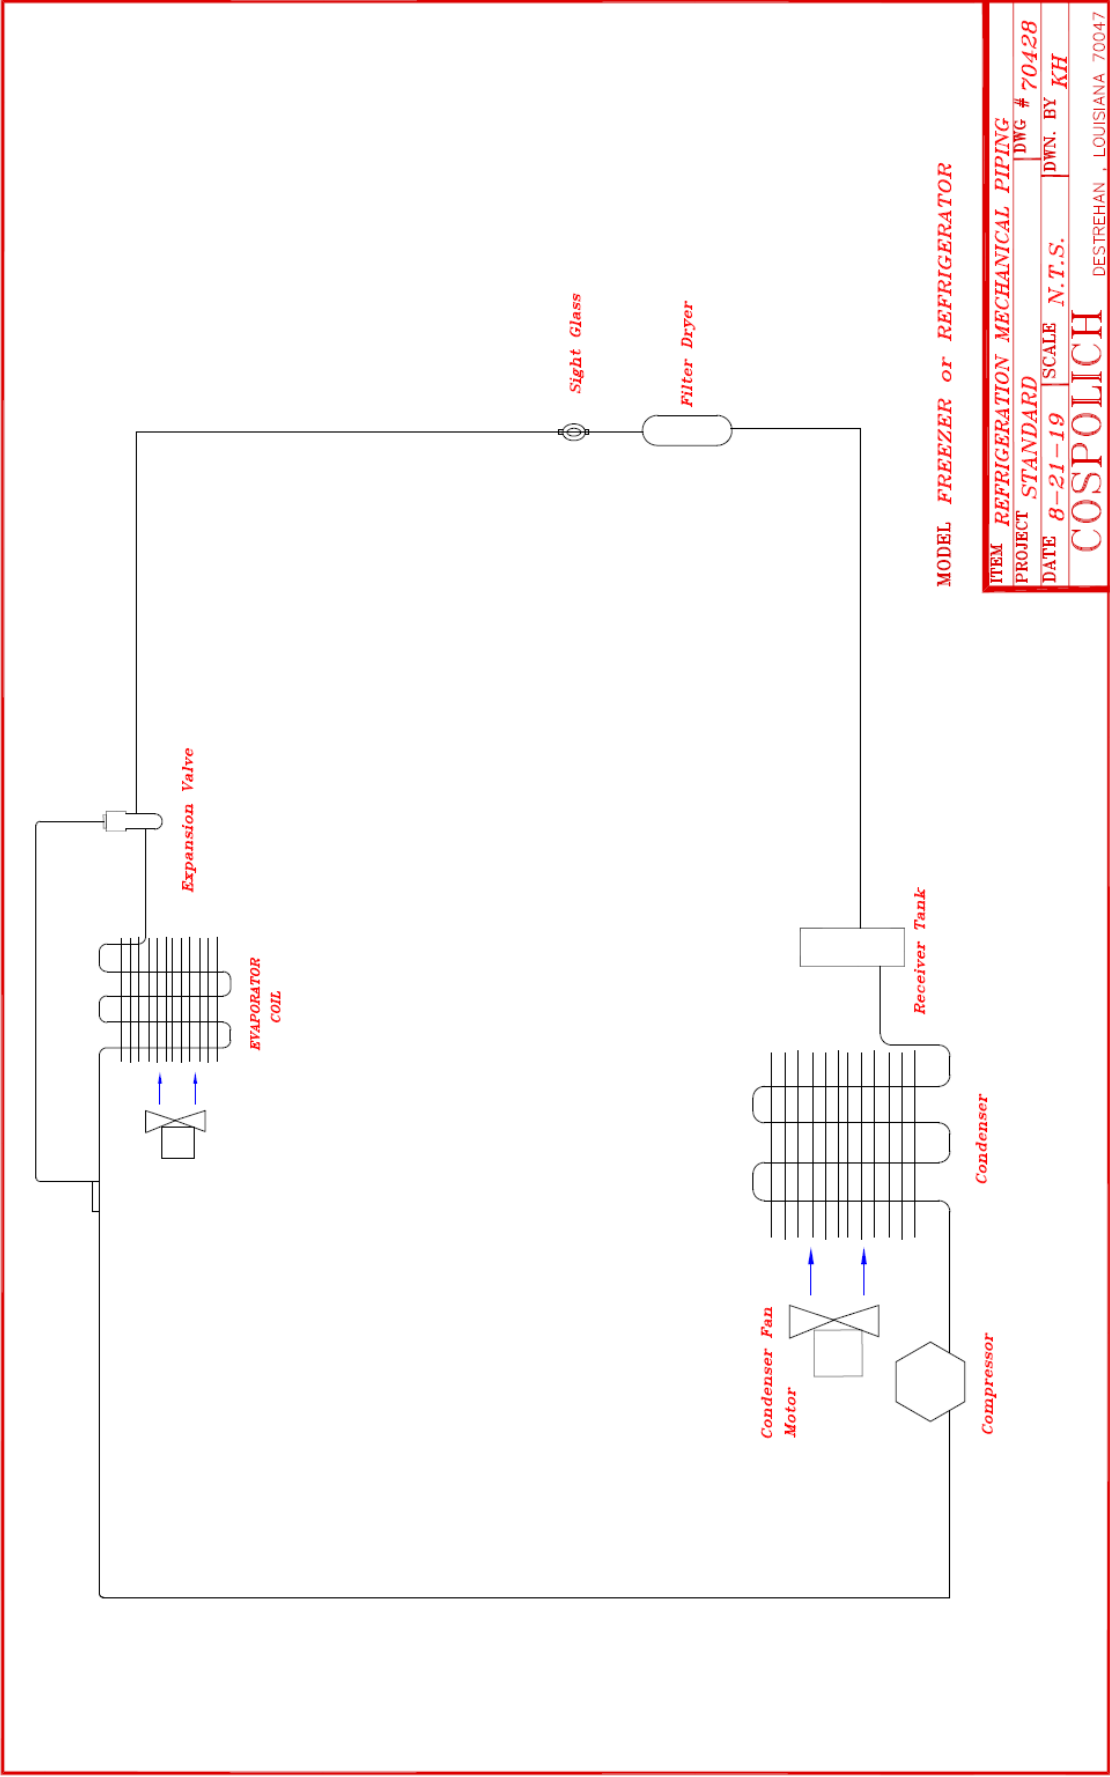 EVAPORATOR
COIL
Expansion Valve
Sight Glass
Condenser Fan
Motor
Filter Dryer
Compressor
Condenser
Receiver Tank
MODEL FREEZER or REFRIGERATOR
ITEM REFRIGERATION MECHANICAL PIPING
PROJECT STANDARD DWG # 70428
DATE 8-21-19 SCALE N.T.S. DWN. BY KH
COSPOLICH DESTREHAN , LOUISIANA 70047